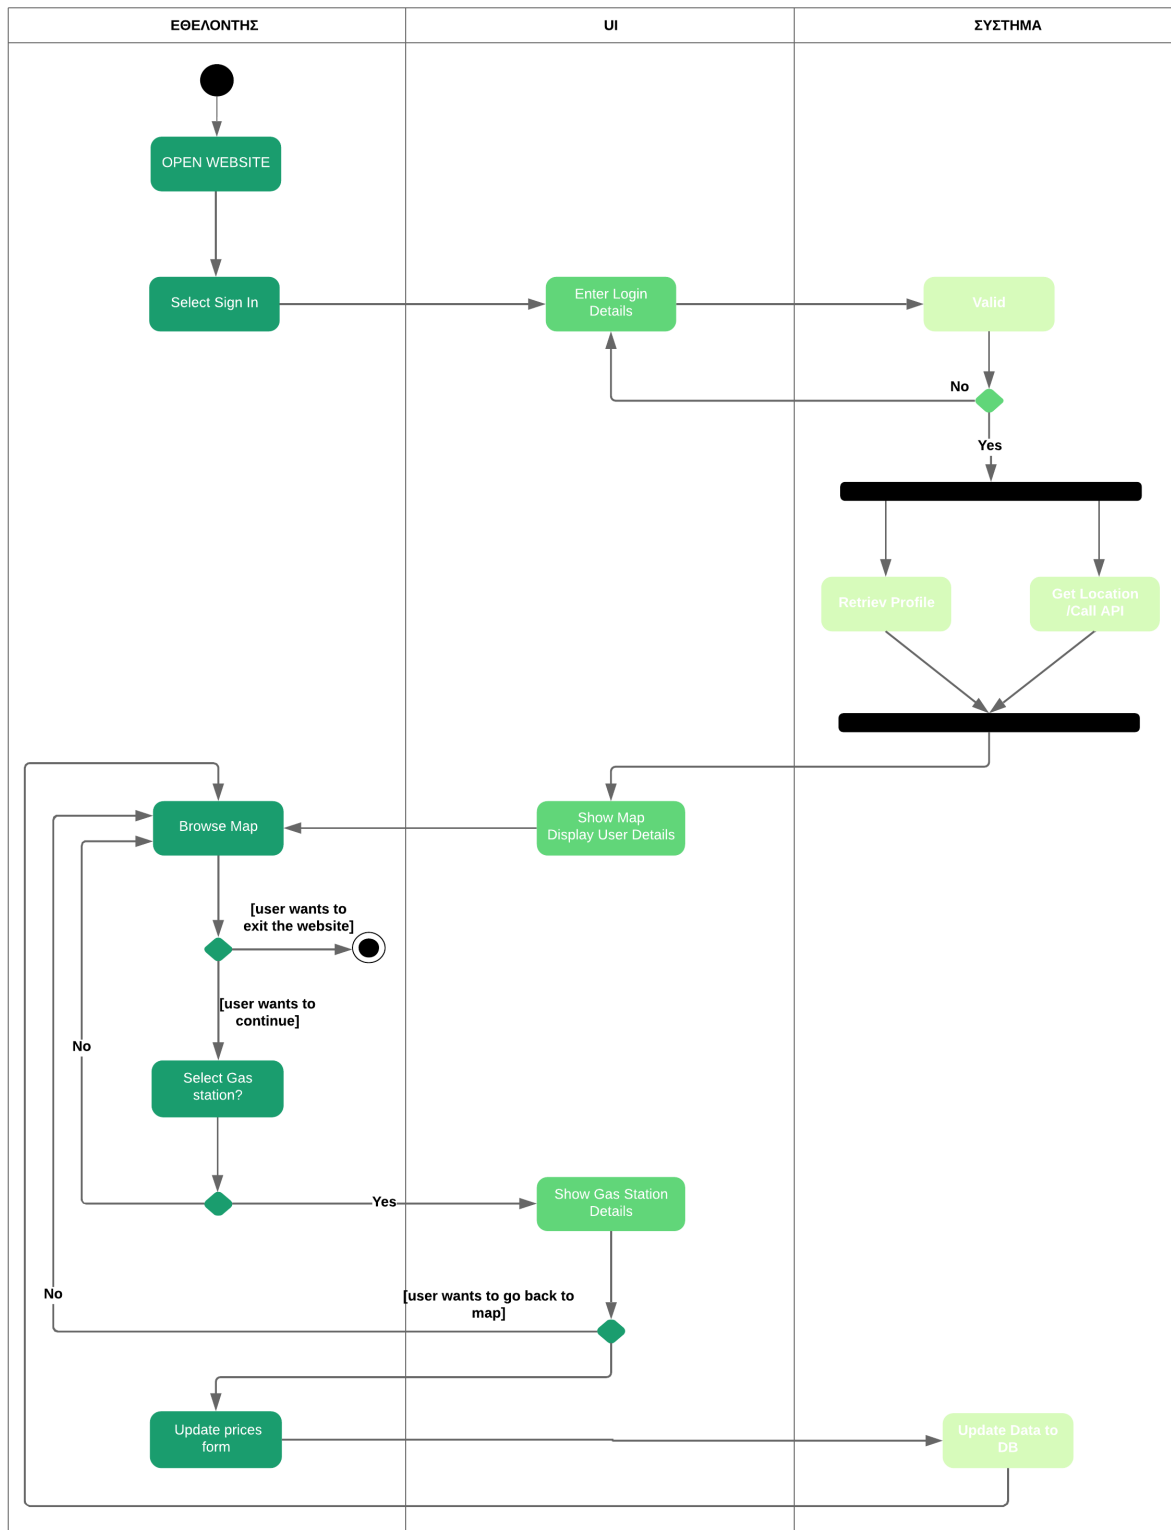 ΕΘΕΛΟΝΤΗΣ
UI
ΣΥΣΤΗΜΑ
OPEN WEBSITE
Select Sign In
Enter Login
Details
Valid
No
Yes
Retriev Profile
Get Location
/Call API
Browse Map
Show Map
Display User Details
[user wants to
exit the website]
[user wants to
continue]
No
Select Gas
station?
Yes
Show Gas Station
Details
No
[user wants to go back to
map]
Update prices
form
Update Data to
DB